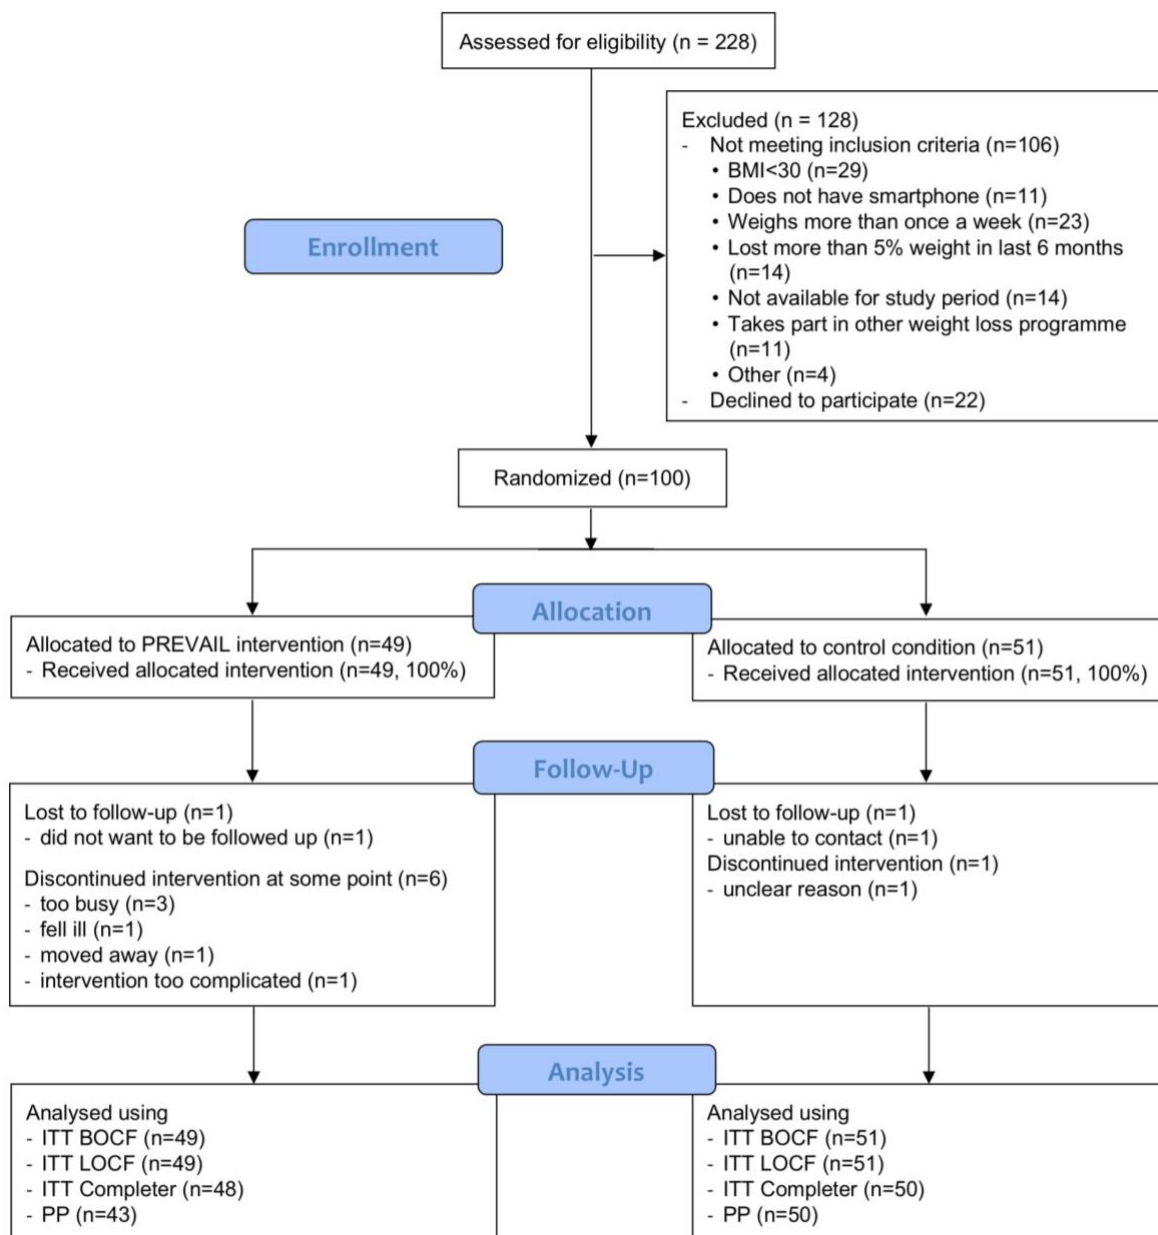 Assessed for eligibility (n = 228)
Excluded (n = 128)
- Not meeting inclusion criteria (n=106)
• BMI<30 (n=29)
• Does not have smartphone (n=11)
• Weighs more than once a week (n=23)
• Lost more than 5% weight in last 6 months
(n=14)
• Not available for study period (n=14)
• Takes part in other weight loss programme
(n=11)
• Other (n=4)
- Declined to participate (n=22)
Enrollment
Randomized (n=100)
Allocation
Allocated to PREVAIL intervention (n=49)
- Received allocated intervention (n=49, 100%)
Allocated to control condition (n=51)
- Received allocated intervention (n=51, 100%)
Follow-Up
Lost to follow-up (n=1)
- did not want to be followed up (n=1)
Discontinued intervention at some point (n=6)
- too busy (n=3)
- fell ill (n=1)
- moved away (n=1)
- intervention too complicated (n=1)
Lost to follow-up (n=1)
- unable to contact (n=1)
Discontinued intervention (n=1)
- unclear reason (n=1)
Analysis
Analysed using
- ITT BOCF (n=49)
- ITT LOCF (n=49)
- ITT Completer (n=48)
- PP (n=43)
Analysed using
- ITT BOCF (n=51)
- ITT LOCF (n=51)
- ITT Completer (n=50)
- PP (n=50)